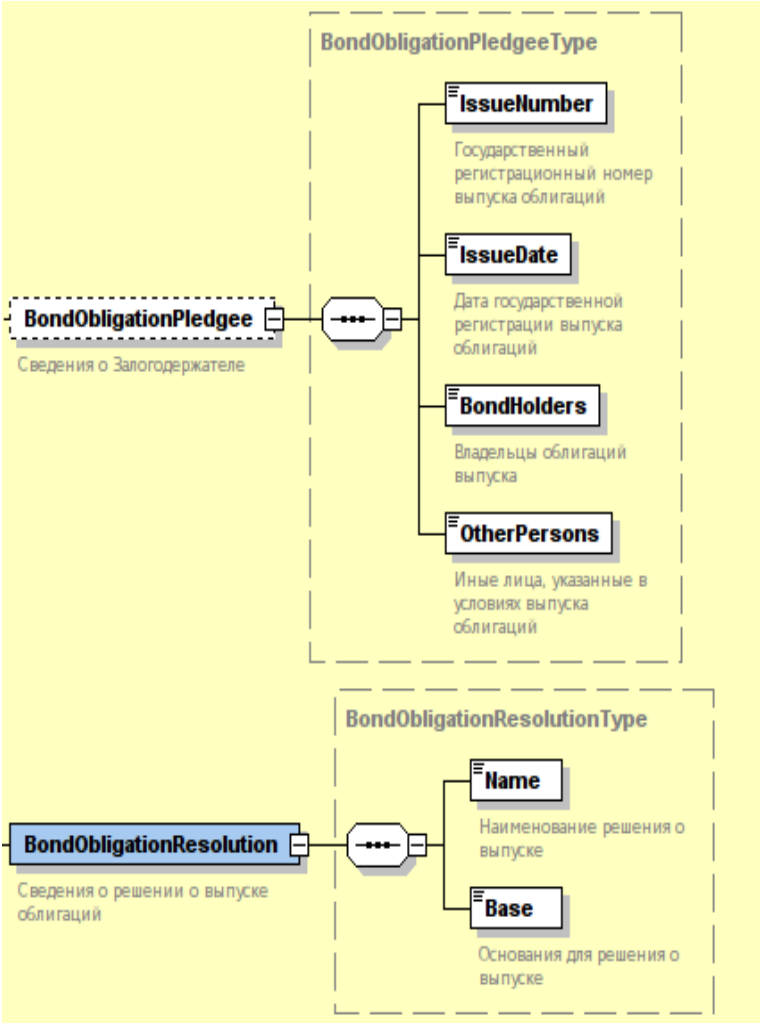 BondObligationPledgeeType
IssueNumber
Государственный
регистрационный номер
выпуска облигаций
IssueDate
Дата государственной
регистрации выпуска
облигаций
BondObligationPledgee
Сведения о Залогодержателе
BondHolders
Владельцы облигаций
выпуска
OtherPersons
Иные лица, указанные в
условиях выпуска
облигаций
BondObligationResolutionType
Name
Наименование решения о
выпуске
BondObligationResolution
Сведения о решении о выпуске
облигаций
Base
Основания для решения о
выпуске